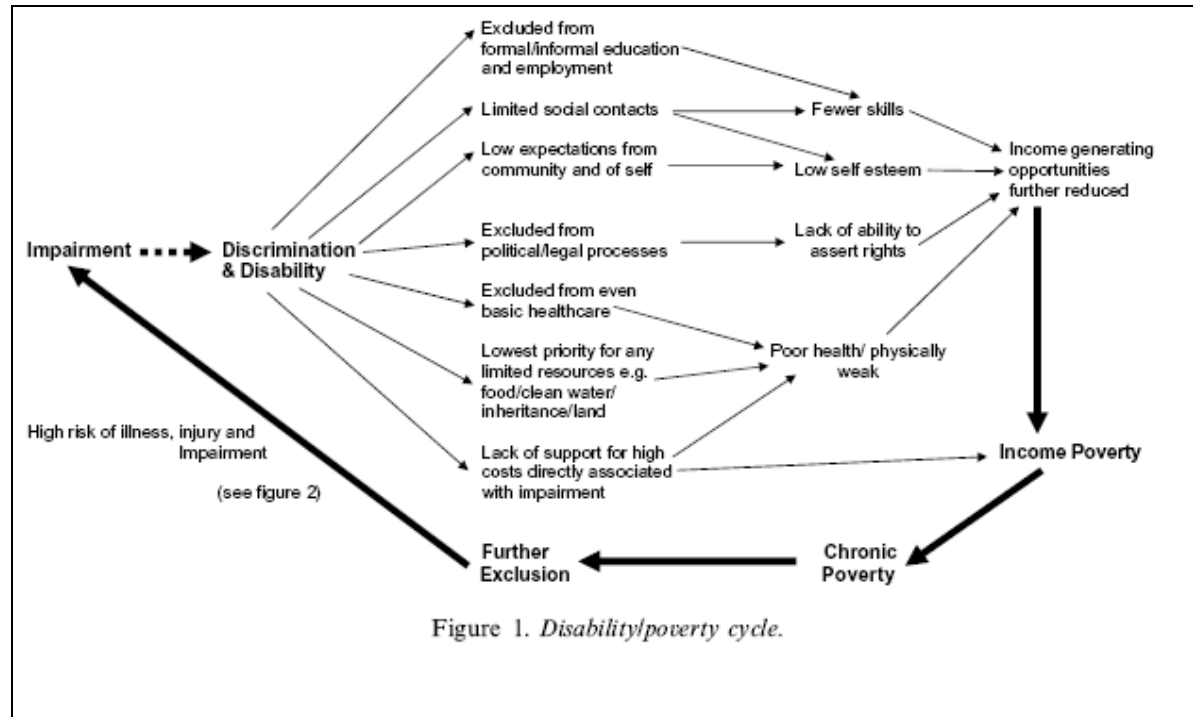 Excluded from
formal/informal education
and employment
Limited social contacts
Fewer skills
Low expectations from
community and of self
Low self esteem
Income generating
opportunities
further reduced
Impairment
Discrimination
& Disability
Excluded from
political/legal processes
Lack of ability to
assert rights
Excluded from even
basic healthcare
Lowest priority for any
limited resources e.g.
food/clean water/
inheritance/land
Poor health/ physically
weak
High risk of illness, injury and
Impairment
(see figure 2)
Lack of support for high
costs directly associated
with impairment
Income Poverty
Further
Exclusion
Chronic
Poverty
Figure 1. Disability/poverty cycle.